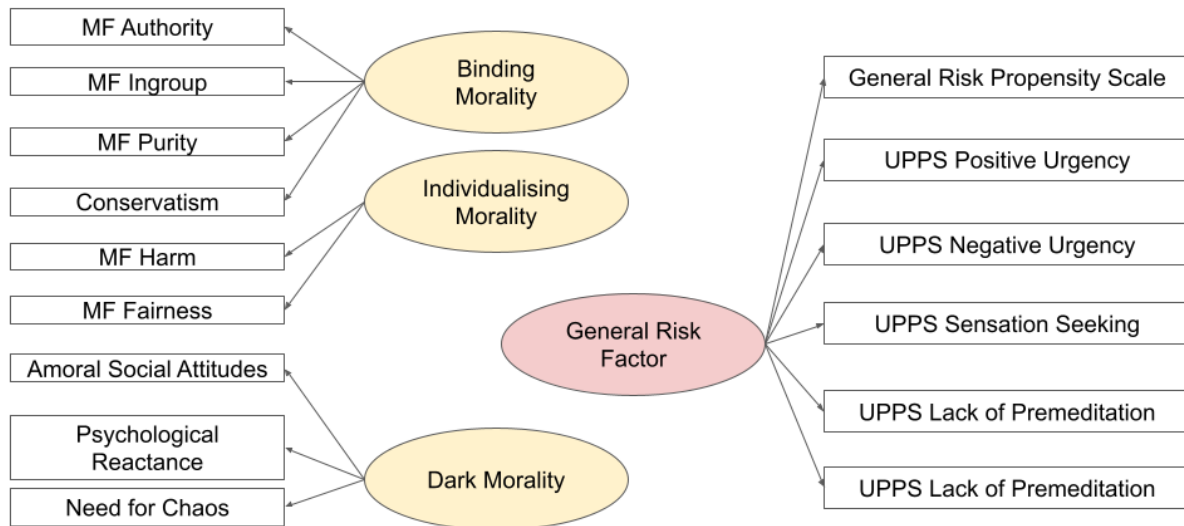 MF Authority
MF Ingroup
MF Purity
Conservatism
MF Harm
MF Fairness
Amoral Social Attitudes
Psychological
Reactance
Need for Chaos
Binding
Morality
Individualising
Morality
Dark Morality
General Risk
Factor
General Risk Propensity Scale
UPPS Positive Urgency
UPPS Negative Urgency
UPPS Sensation Seeking
UPPS Lack of Premeditation
UPPS Lack of Premeditation